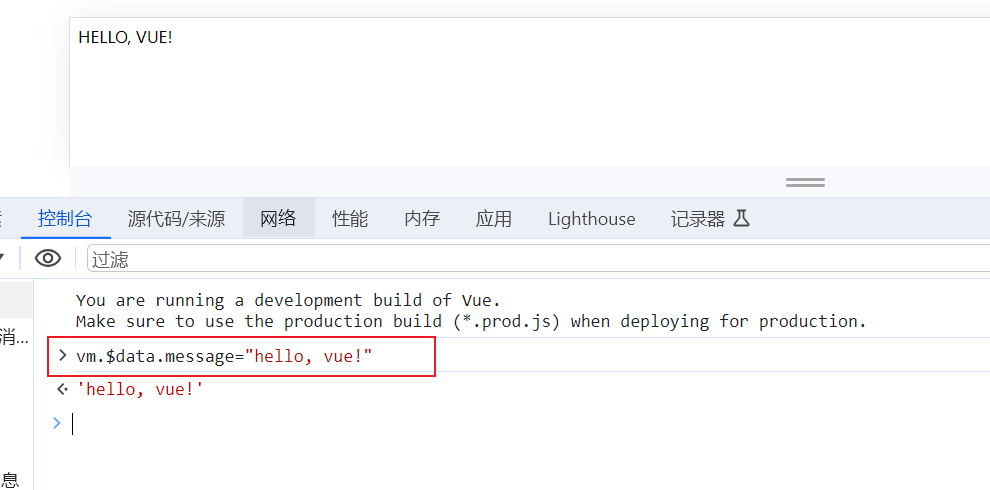 HELLO, VUE!
控制台 源代码/来源 网络 性能 内存 应用 Lighthouse 记录器
过滤
You are running a development build of Vue.
Make sure to use the production build (*.prod.js) when deploying for production.
消...
> vm.$data.message="hello, vue!"
'hello, vue!'
>
息